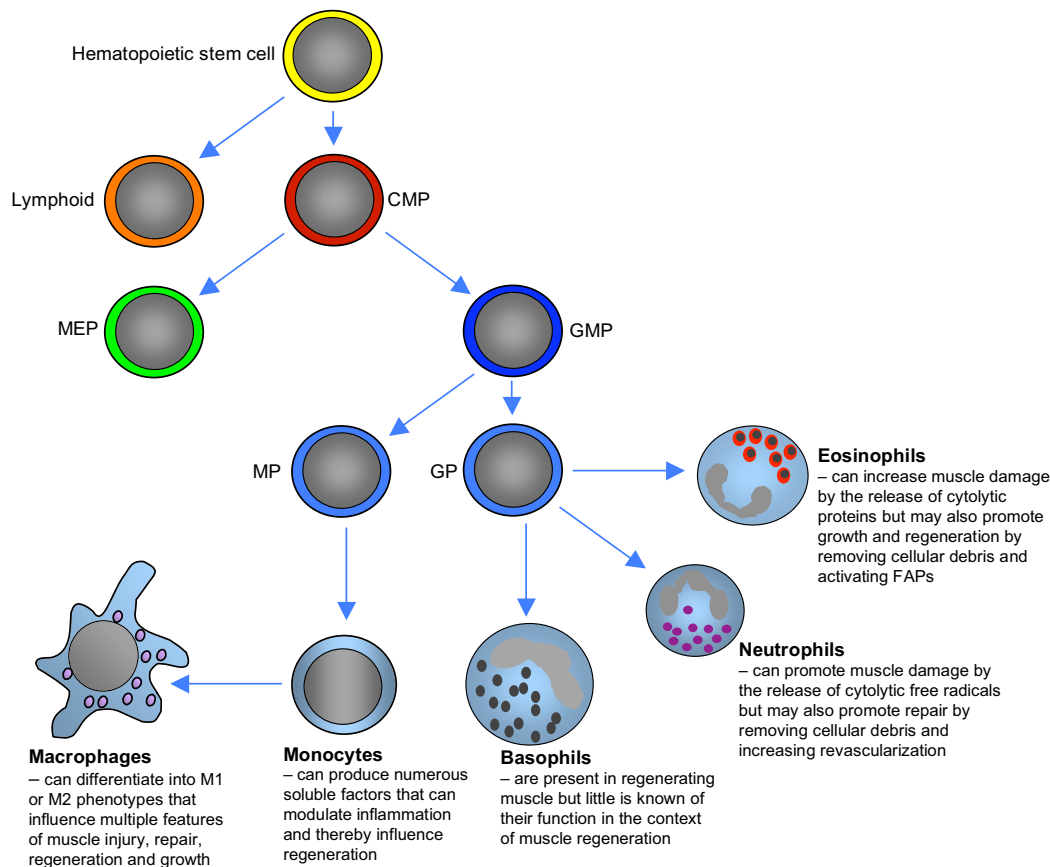 Hematopoietic stem cell
Lymphoid
CMP
MEP
GMP
MP
GP
Eosinophils
– can increase muscle damage
by the release of cytolytic
proteins but may also promote
growth and regeneration by
removing cellular debris and
activating FAPs
Neutrophils
– can promote muscle damage by
the release of cytolytic free radicals
but may also promote repair by
removing cellular debris and
increasing revascularization
Macrophages
– can differentiate into M1
or M2 phenotypes that
influence multiple features
of muscle injury, repair,
regeneration and growth
Monocytes
– can produce numerous
soluble factors that can
modulate inflammation
and thereby influence
regeneration
Basophils
– are present in regenerating
muscle but little is known of
their function in the context
of muscle regeneration